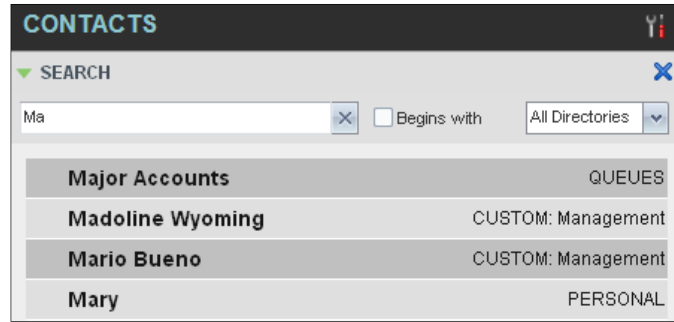 CONTACTS
SEARCH
Ma Begins with All Directories
Major Accounts QUEUES
Madoline Wyoming CUSTOM: Management
Mario Bueno CUSTOM: Management
Mary PERSONAL